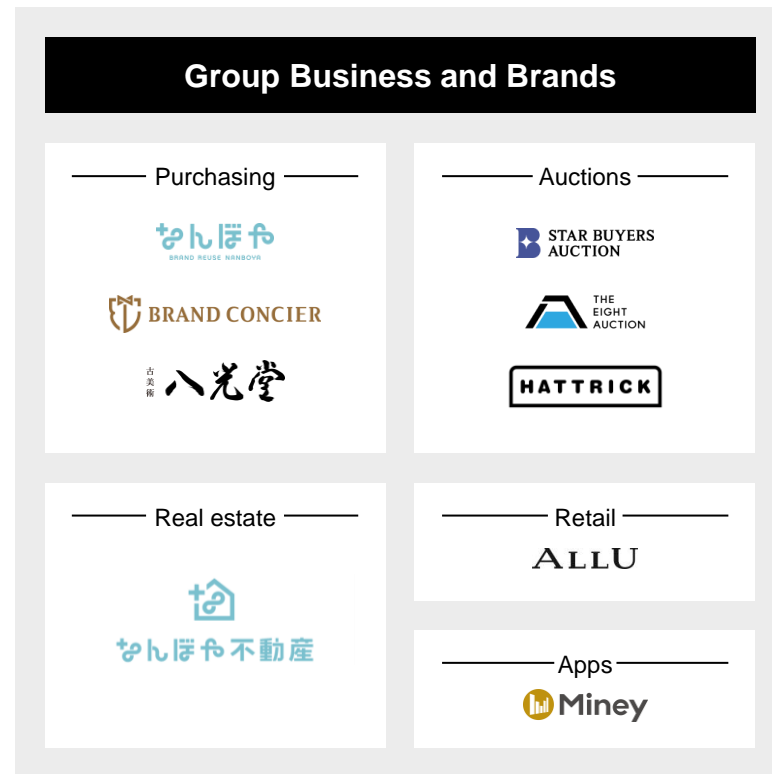 Group Business and Brands
Purchasing
なんぼや
BRAND REUSE NANBOYA
BRAND CONCIER
古美術
八光堂
Auctions
STAR BUYERS
AUCTION
THE
EIGHT
AUCTION
HATTRICK
Real estate
なんぼや不動産
Retail
ALLU
Apps
Miney